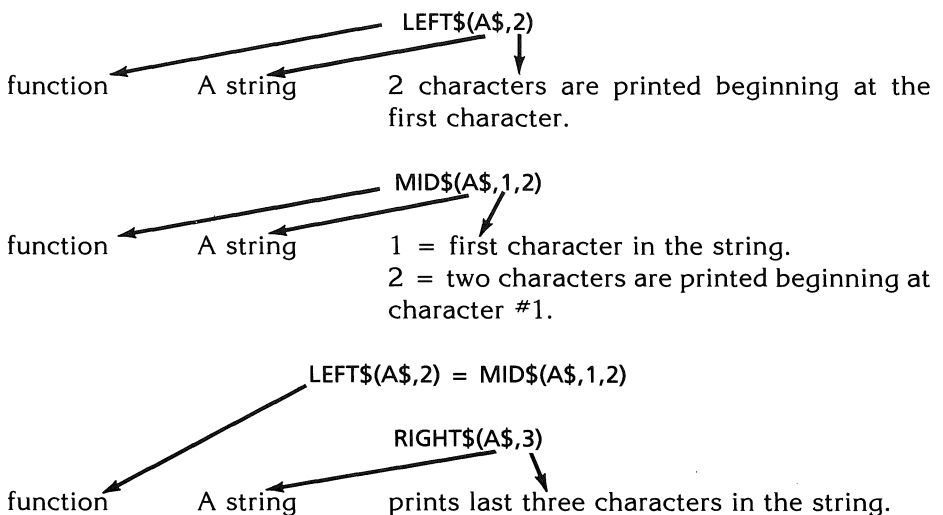 LEFT$(A$,2)
function A string 2 characters are printed beginning at the
first character.
MID$(A$,1,2)
function A string 1 = first character in the string.
2 = two characters are printed beginning at
character #1.
LEFT$(A$,2) = MID$(A$,1,2)
RIGHT$(A$,3)
function A string prints last three characters in the string.